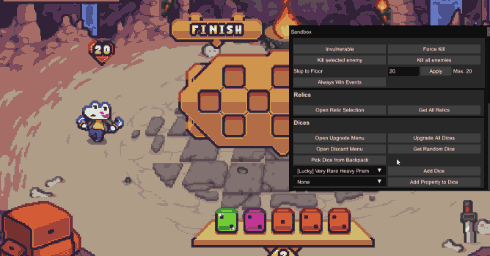 FINISH
20
Sandbox
Invulnerable
Force Kill
Kill selected enemy
Kill all enemies
Skip to Floor
20
Apply
Max. 20
Always Win Events
Relics
Open Relic Selection
Get All Relics
Dices
Open Upgrade Menu
Upgrade All Dices
Open Discard Menu
Get Random Dice
Pick Dice from Backpack
[Lucky] Very Rare Heavy Prism
Add Dice
None
Add Property to Dice